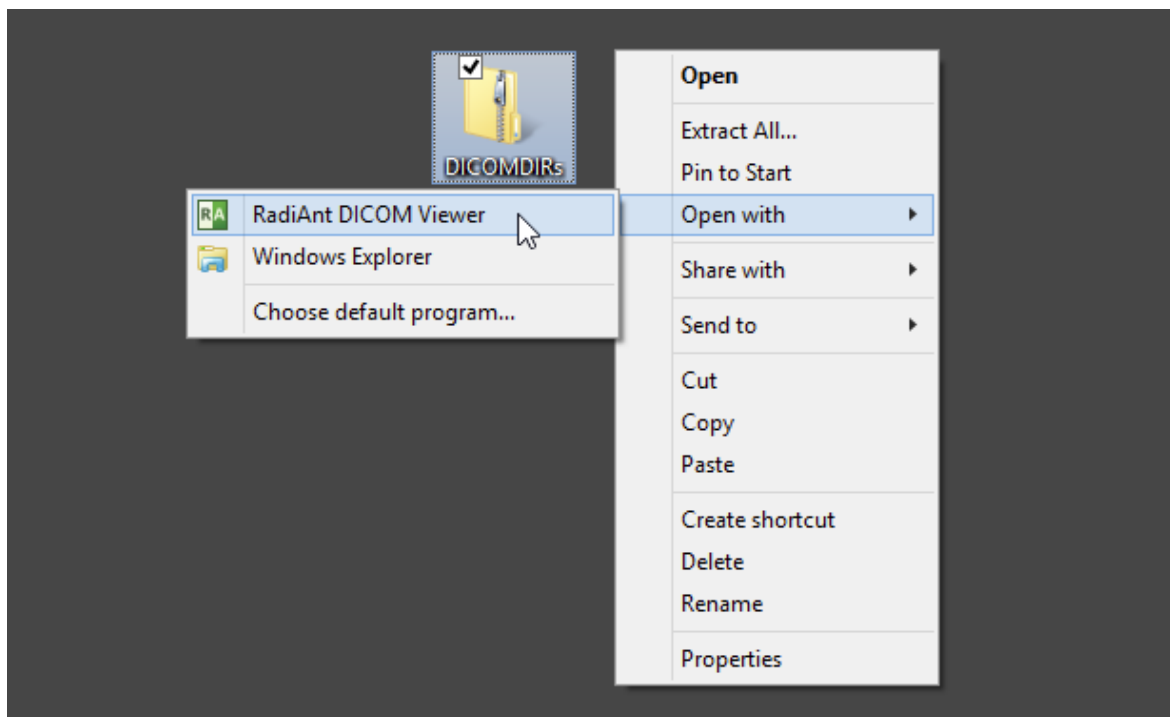 DICOMDIRs
Open
Extract All...
Pin to Start
Open with
Share with
Send to
Cut
Copy
Paste
Create shortcut
Delete
Rename
Properties
RA
RadiAnt DICOM Viewer
Windows Explorer
Choose default program...